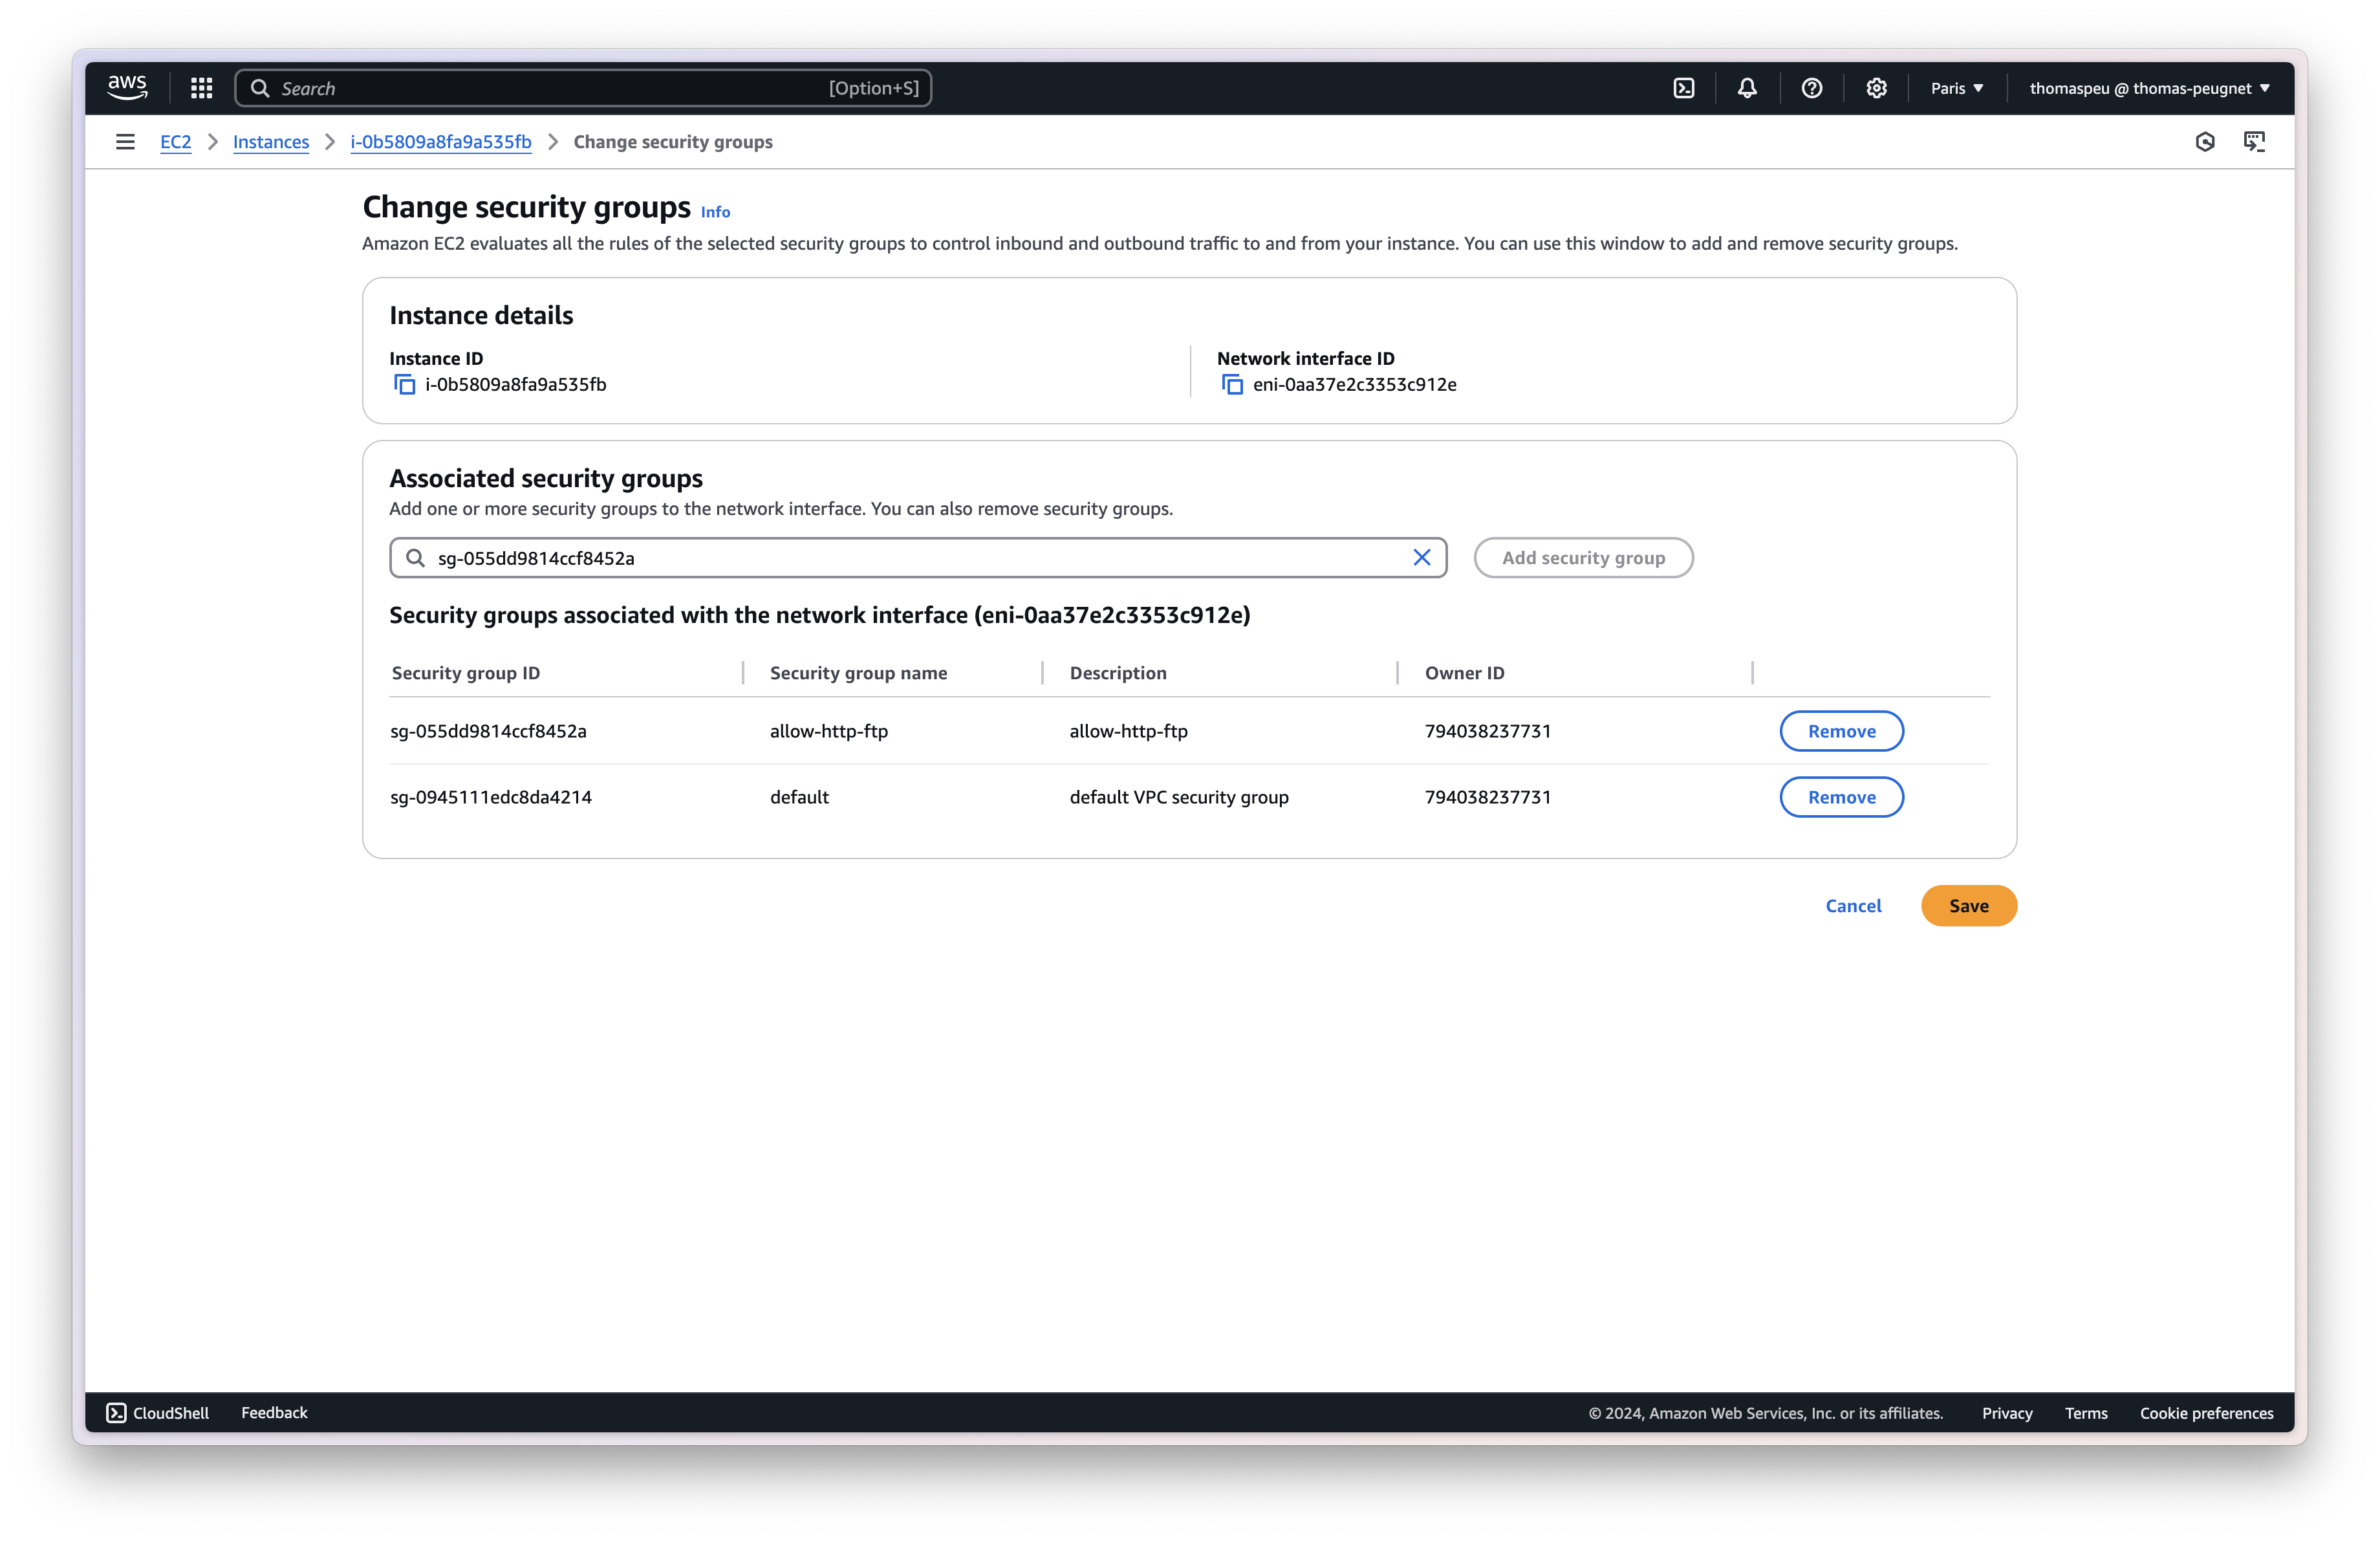 aws
Search [Option+S]
Paris ▼
thomaspeu @ thomas-peugnet ▼
EC2 > Instances > i-0b5809a8fa9a535fb > Change security groups
Change security groups Info
Amazon EC2 evaluates all the rules of the selected security groups to control inbound and outbound traffic to and from your instance. You can use this window to add and remove security groups.
Instance details
Instance ID
i-0b5809a8fa9a535fb
Network interface ID
eni-0aa37e2c3353c912e
Associated security groups
Add one or more security groups to the network interface. You can also remove security groups.
sg-055dd9814ccf8452a
Add security group
Security groups associated with the network interface (eni-0aa37e2c3353c912e)
Security group ID Security group name Description Owner ID
sg-055dd9814ccf8452a allow-http-ftp allow-http-ftp 794038237731 Remove
sg-0945111edc8da4214 default default VPC security group 794038237731 Remove
Cancel Save
CloudShell Feedback © 2024, Amazon Web Services, Inc. or its affiliates. Privacy Terms Cookie preferences